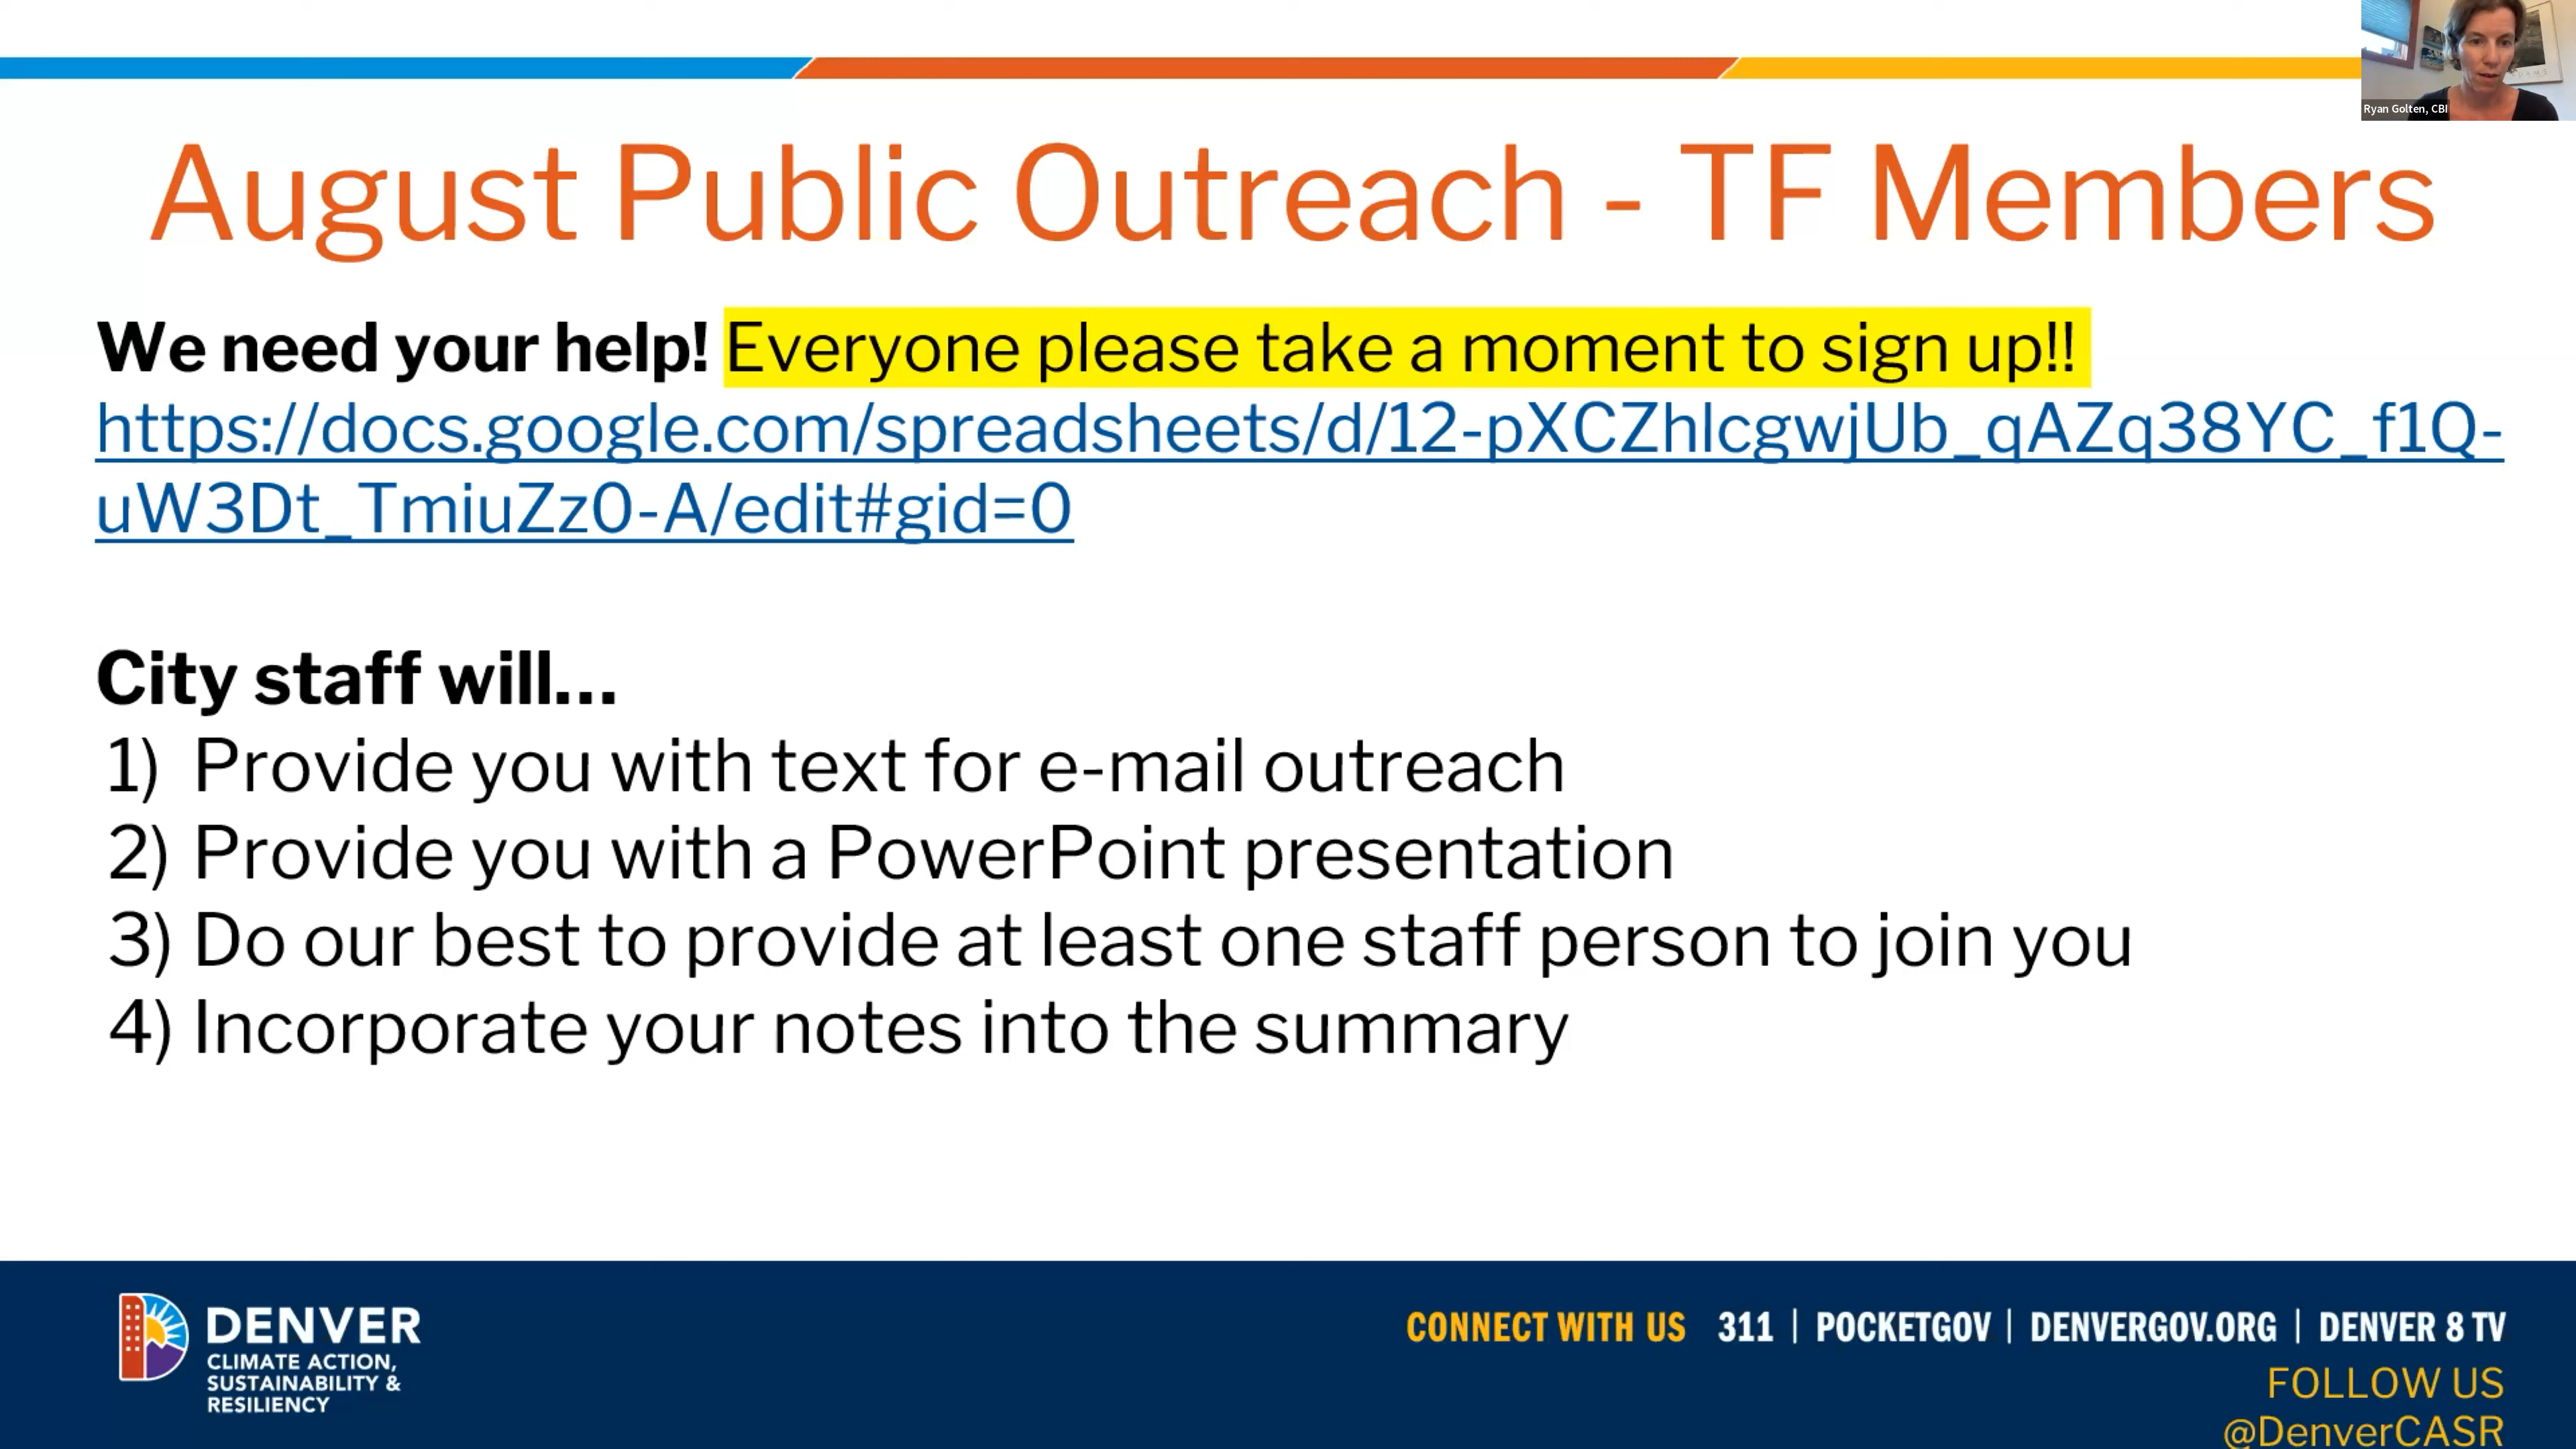 Ryan Golten, CBI
August Public Outreach - TF Members
We need your help! Everyone please take a moment to sign up!!
https://docs.google.com/spreadsheets/d/12-pXCZhlcgwjUb_qAZq38YC_f1Q-
uW3Dt_TmiuZz0-A/edit#gid=0
City staff will...
1) Provide you with text for e-mail outreach
2) Provide you with a PowerPoint presentation
3) Do our best to provide at least one staff person to join you
4) Incorporate your notes into the summary
DENVER
CLIMATE ACTION,
SUSTAINABILITY &
RESILIENCY
CONNECT WITH US 311 | POCKETGOV | DENVERGOV.ORG | DENVER 8 TV
FOLLOW US
@DenverCASR